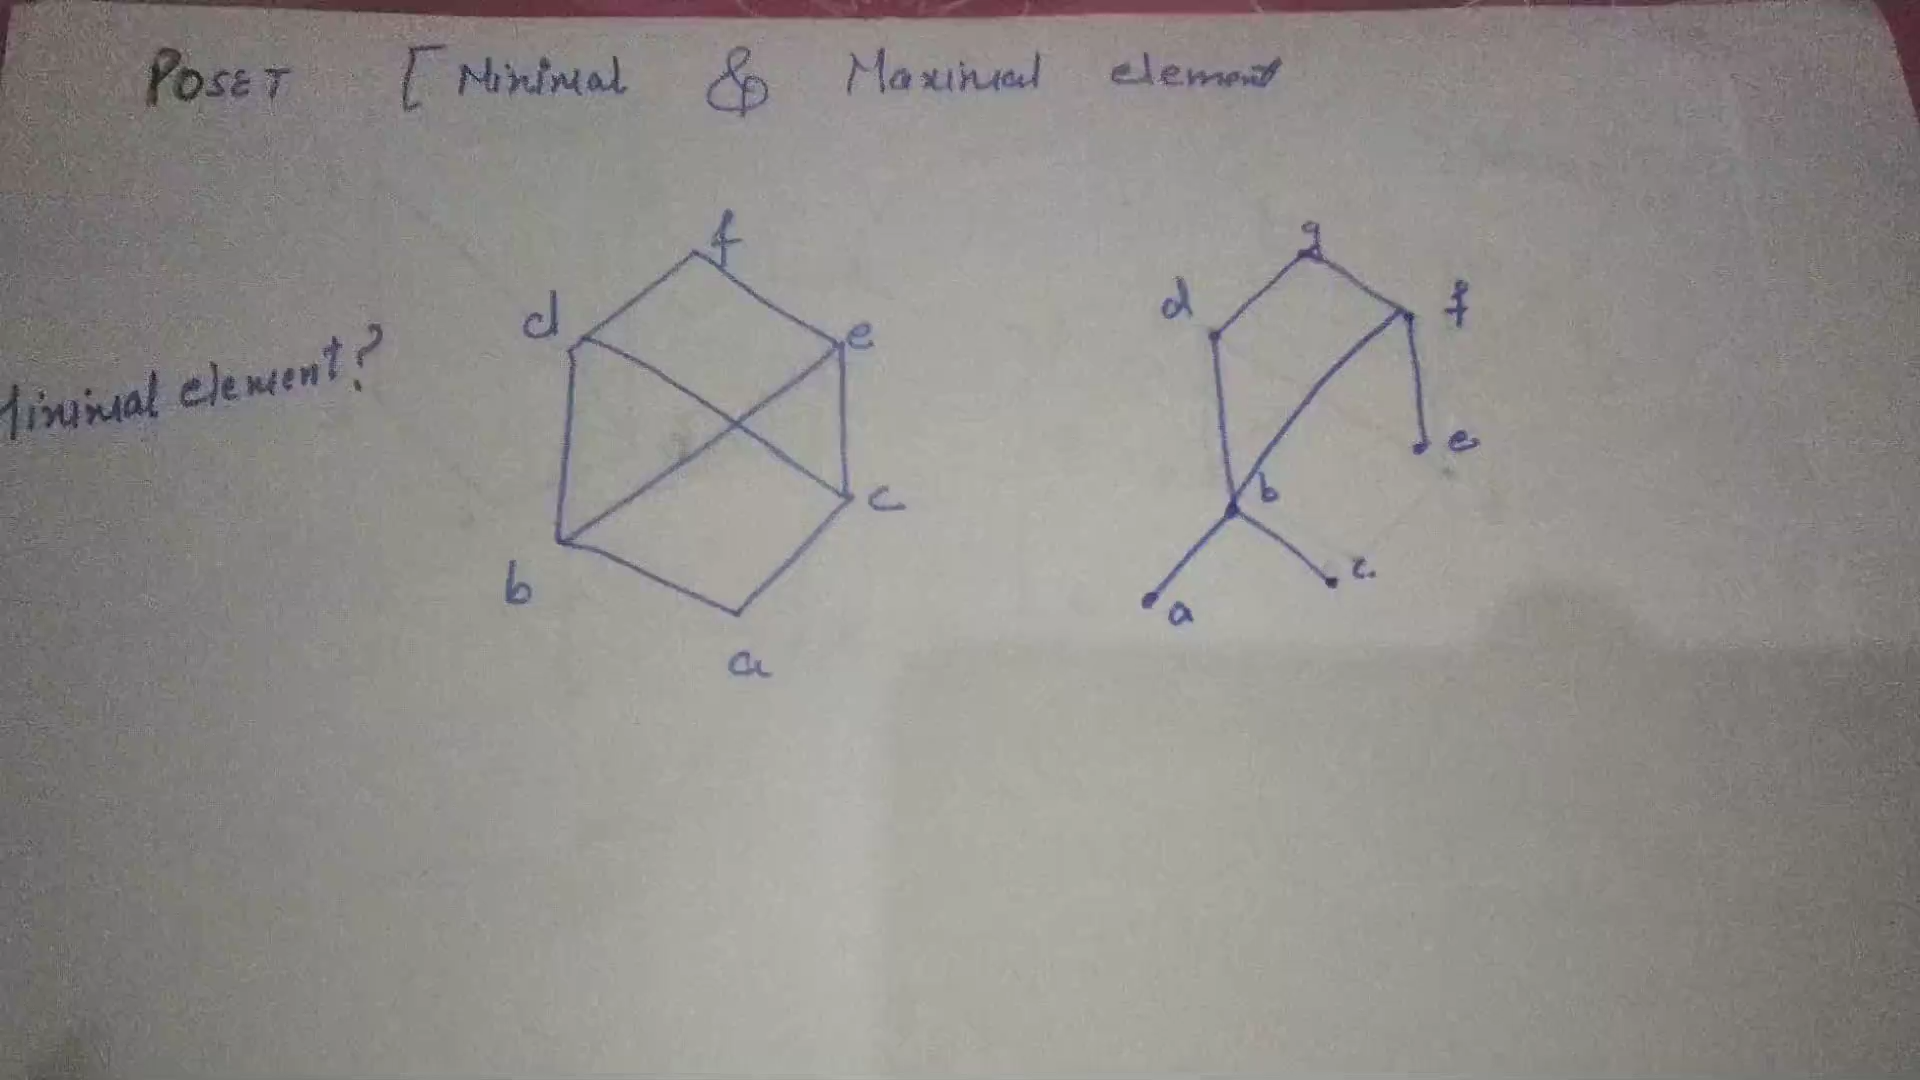 POSET [ Minimal & Maximal element
f
d
e
b
c
a
g
d
f
e
b
c.
a
Minimal element?